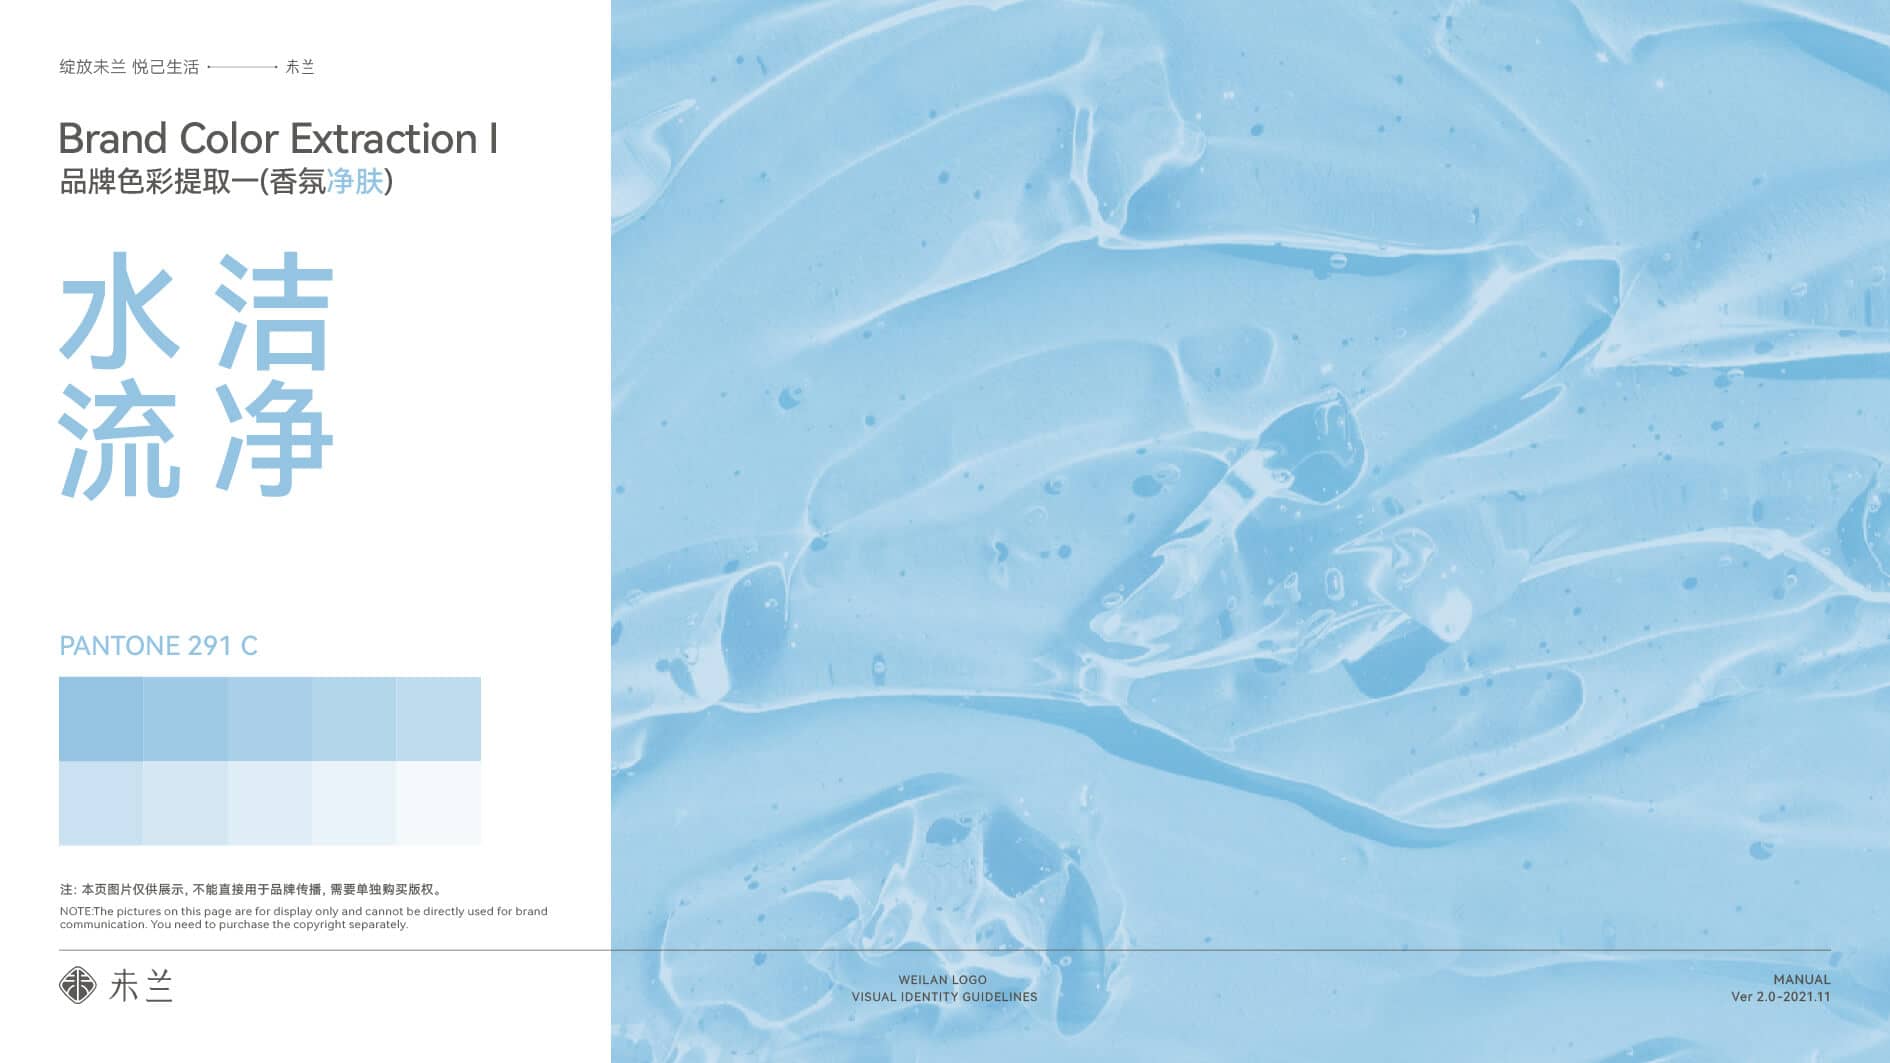 绽放未兰 悦己生活 未兰
Brand Color Extraction I
品牌色彩提取一(香氛净肤)
水 洁
流 净
PANTONE 291 C
注: 本页图片仅供展示, 不能直接用于品牌传播, 需要单独购买版权。
NOTE:The pictures on this page are for display only and cannot be directly used for brand
communication. You need to purchase the copyright separately.
未兰
WEILAN LOGO
VISUAL IDENTITY GUIDELINES
MANUAL
Ver 2.0-2021.11